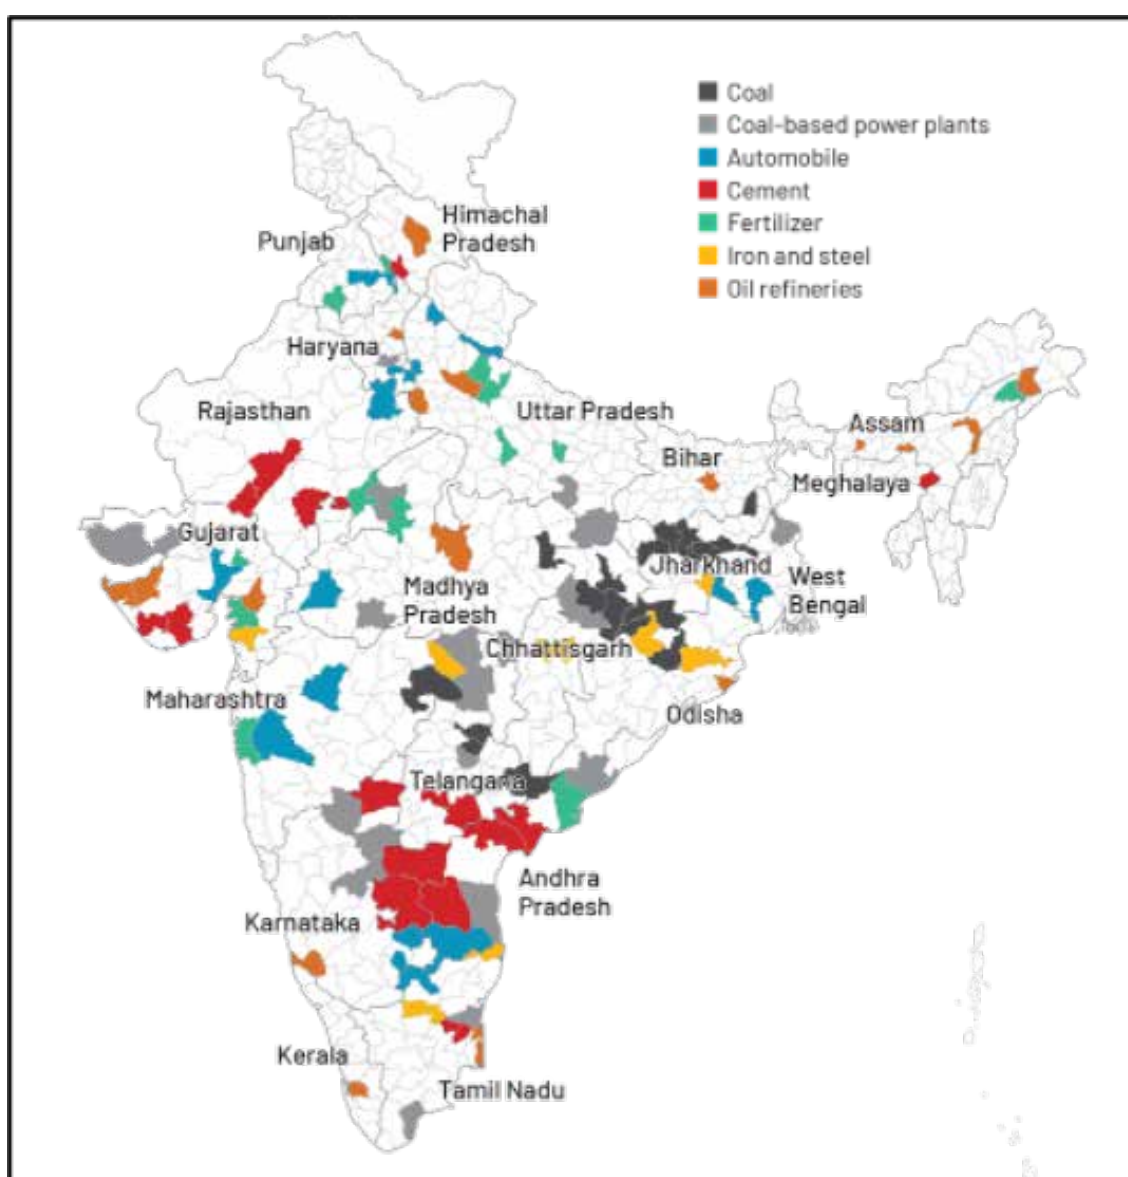 Coal
Coal-based power plants
Automobile
Cement
Fertilizer
Iron and steel
Oil refineries
Himachal
Pradesh
Punjab
Haryana
Rajasthan
Uttar Pradesh
Assam
Bihar
Meghalaya
Gujarat
Jharkhand
West
Bengal
Madhya
Pradesh
Chhattisgarh
Maharashtra
Odisha
Telangana
Andhra
Pradesh
Karnataka
Kerala
Tamil Nadu